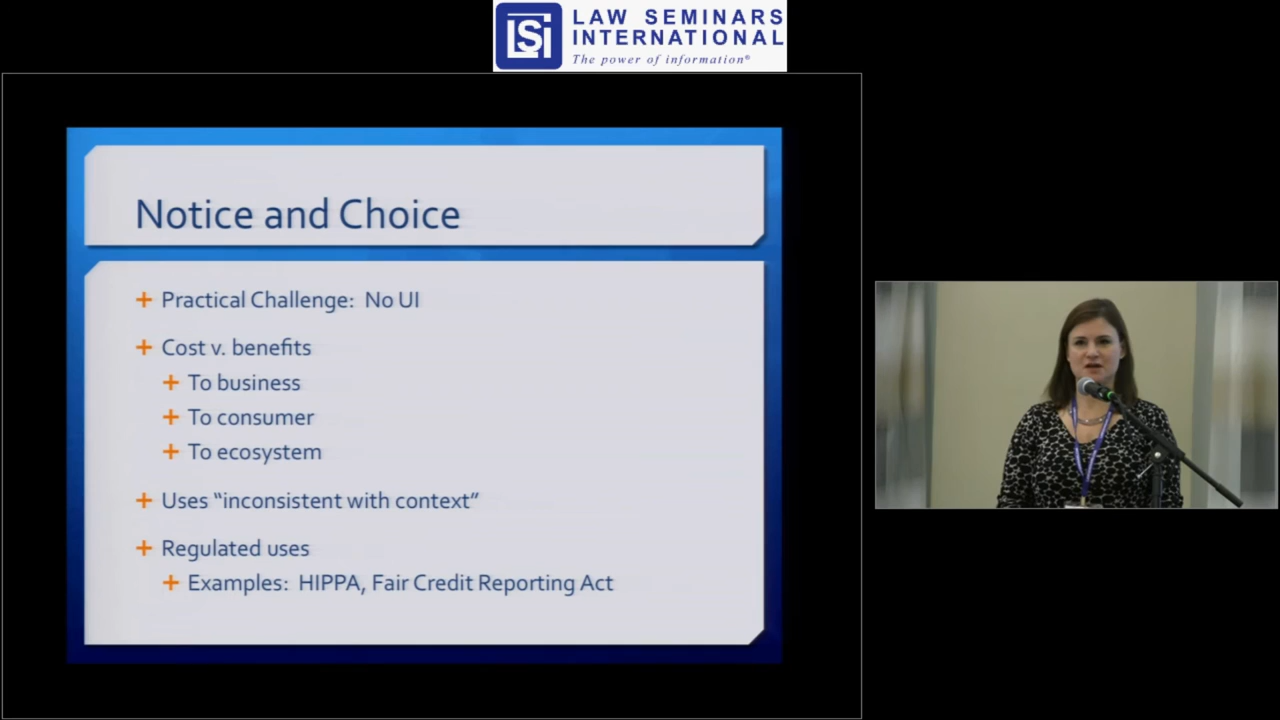 LAW SEMINARS
INTERNATIONAL
The power of information®
LSi
Notice and Choice
Practical Challenge: No UI
Cost v. benefits
To business
To consumer
To ecosystem
Uses “inconsistent with context”
Regulated uses
Examples: HIPPA, Fair Credit Reporting Act